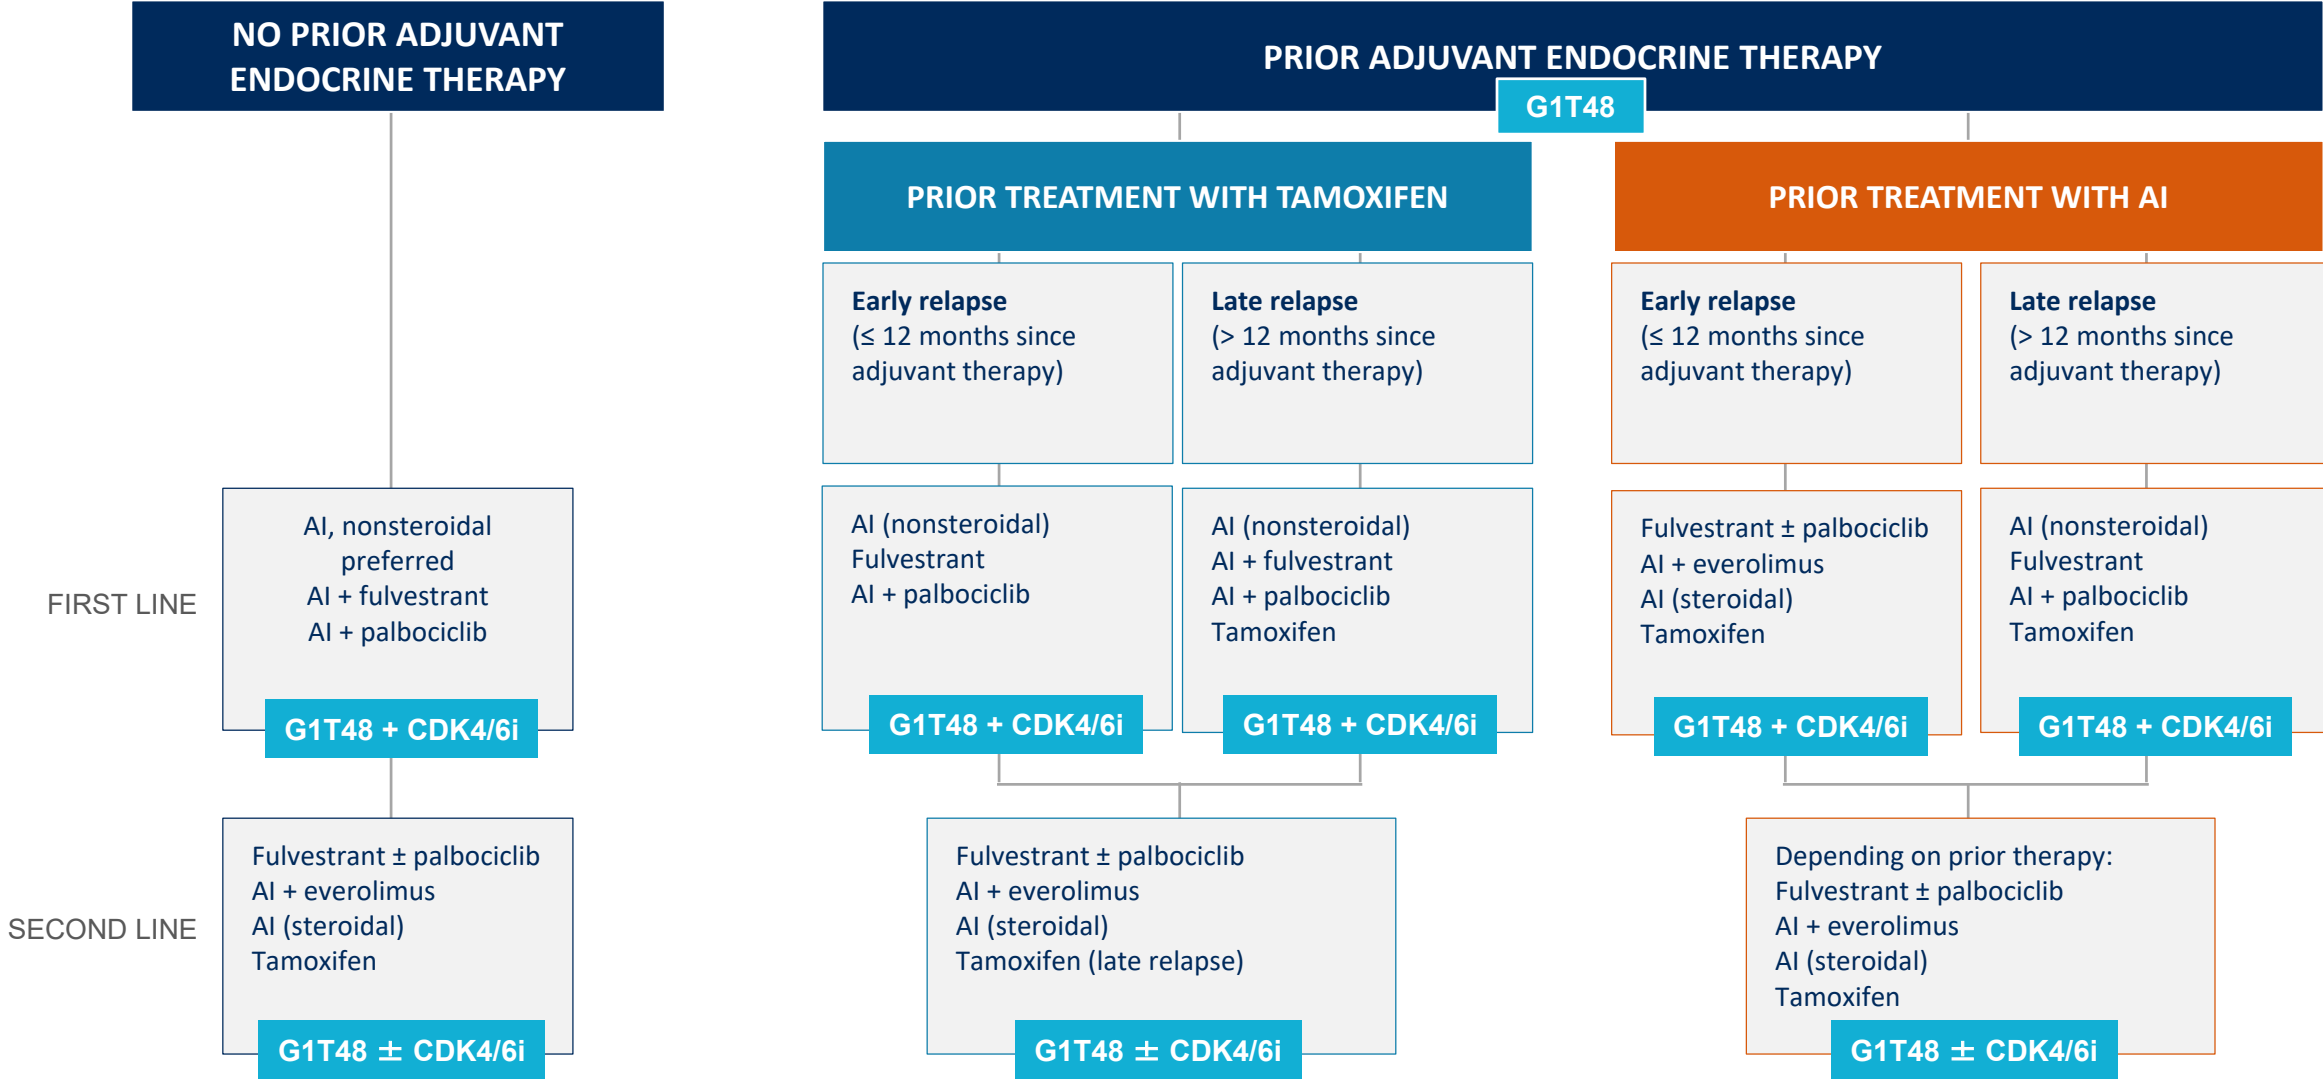 NO PRIOR ADJUVANT
ENDOCRINE THERAPY
PRIOR ADJUVANT ENDOCRINE THERAPY
G1T48
PRIOR TREATMENT WITH TAMOXIFEN
PRIOR TREATMENT WITH AI
Early relapse
(≤ 12 months since
adjuvant therapy)
Late relapse
(> 12 months since
adjuvant therapy)
Early relapse
(≤ 12 months since
adjuvant therapy)
Late relapse
(> 12 months since
adjuvant therapy)
FIRST LINE
AI, nonsteroidal
preferred
AI + fulvestrant
AI + palbociclib
G1T48 + CDK4/6i
AI (nonsteroidal)
Fulvestrant
AI + palbociclib
G1T48 + CDK4/6i
AI (nonsteroidal)
AI + fulvestrant
AI + palbociclib
Tamoxifen
G1T48 + CDK4/6i
Fulvestrant ± palbociclib
AI + everolimus
AI (steroidal)
Tamoxifen
G1T48 + CDK4/6i
AI (nonsteroidal)
Fulvestrant
AI + palbociclib
Tamoxifen
G1T48 + CDK4/6i
SECOND LINE
Fulvestrant ± palbociclib
AI + everolimus
AI (steroidal)
Tamoxifen
G1T48 ± CDK4/6i
Fulvestrant ± palbociclib
AI + everolimus
AI (steroidal)
Tamoxifen (late relapse)
G1T48 ± CDK4/6i
Depending on prior therapy:
Fulvestrant ± palbociclib
AI + everolimus
AI (steroidal)
Tamoxifen
G1T48 ± CDK4/6i